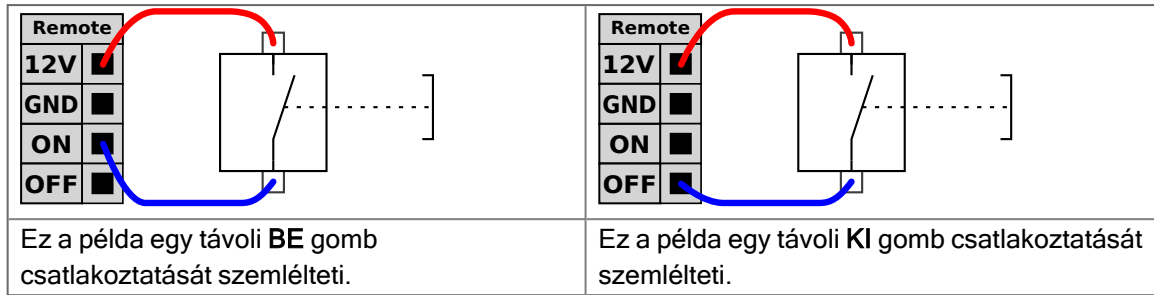 Remote
12V
GND
ON
OFF
Ez a példa egy távoli BE gomb
csatlakoztatását szemlélteti.
Remote
12V
GND
ON
OFF
Ez a példa egy távoli KI gomb csatlakoztatását
szemlélteti.